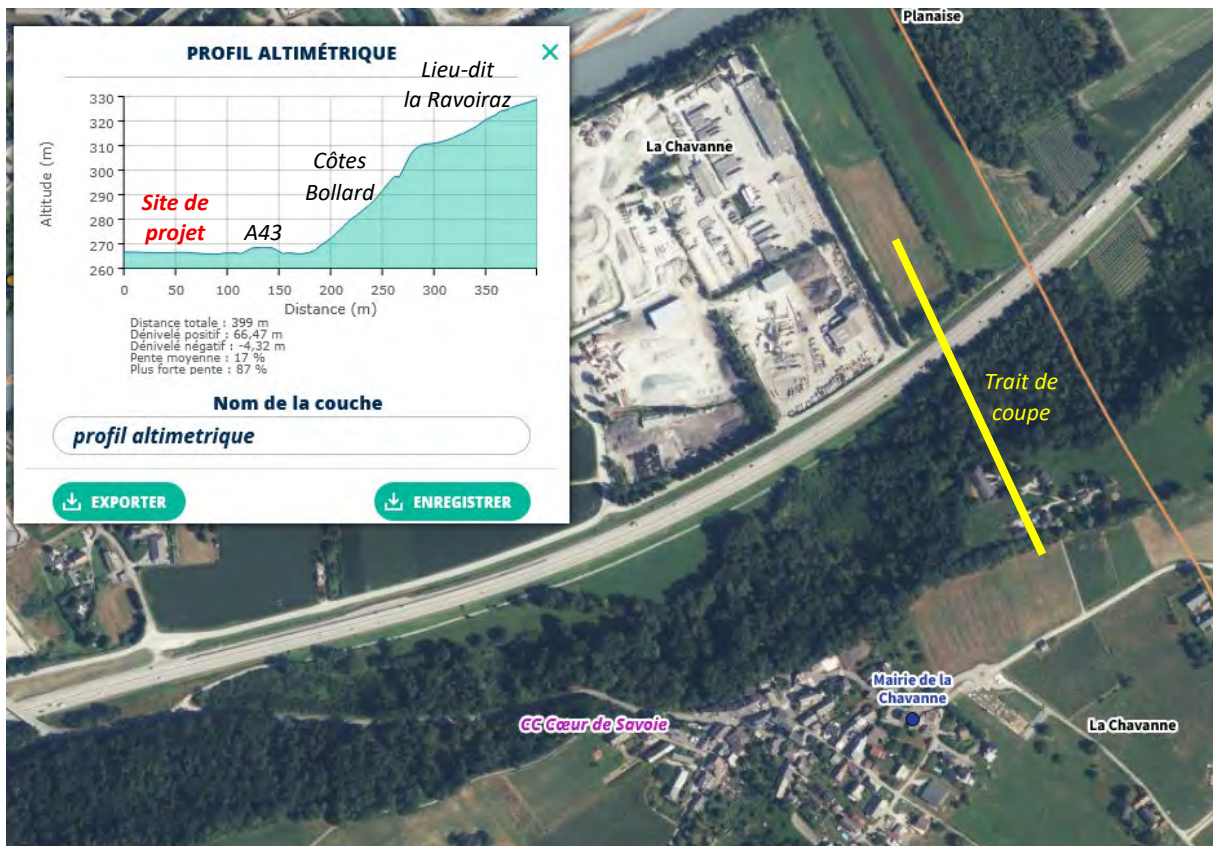 Planaise
PROFIL ALTIMÉTRIQUE
Lieu-dit
la Ravoiraz
330
320
310
300
290
280
270
260
Altitude (m)
Côtes
Bollard
Site de
projet
A43
0
50
100
150
200
250
300
350
Distance (m)
Distance totale : 399 m
Dénivelé positif : 66,47 m
Dénivelé négatif : -4,32 m
Pente moyenne : 17 %
Plus forte pente : 87 %
Nom de la couche
profil altimetrique
EXPORTER
ENREGISTRER
La Chavanne
Trait de
coupe
Mairie de la
Chavanne
CC Cœur de Savoie
La Chavanne